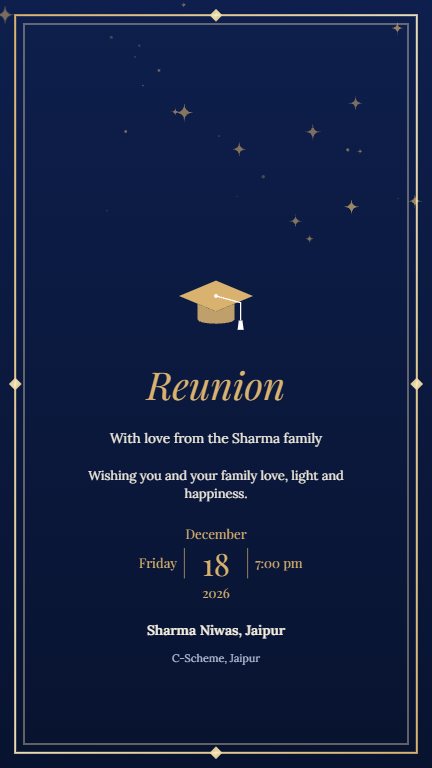 Reunion
With love from the Sharma family
Wishing you and your family love, light and
happiness.
December
Friday 18 7:00 pm
2026
Sharma Niwas, Jaipur
C-Scheme, Jaipur